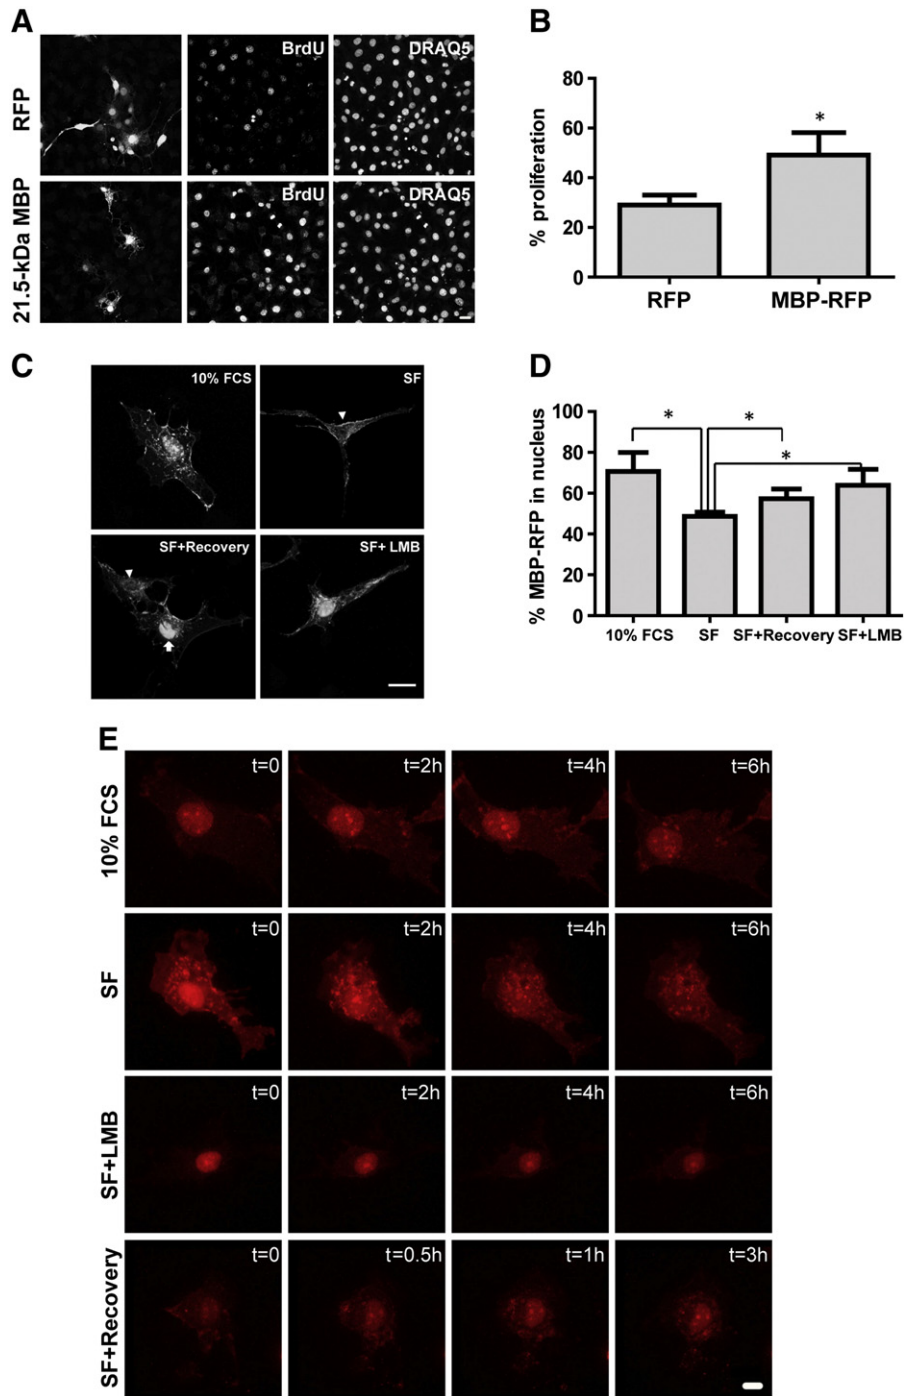 A
RFP
BrdU
DRAQ5
21.5-kDa MBP
BrdU
DRAQ5
B
% proliferation
80
60
40
20
0
*
RFP
MBP-RFP
C
10% FCS
SF
SF+Recovery
SF+ LMB
D
% MBP-RFP in nucleus
100
80
60
40
20
0
*
*
*
10% FCS
SF
SF+Recovery
SF+LMB
E
10% FCS
t=0
t=2h
t=4h
t=6h
SF
t=0
t=2h
t=4h
t=6h
SF+LMB
t=0
t=2h
t=4h
t=6h
SF+Recovery
t=0
t=0.5h
t=1h
t=3h